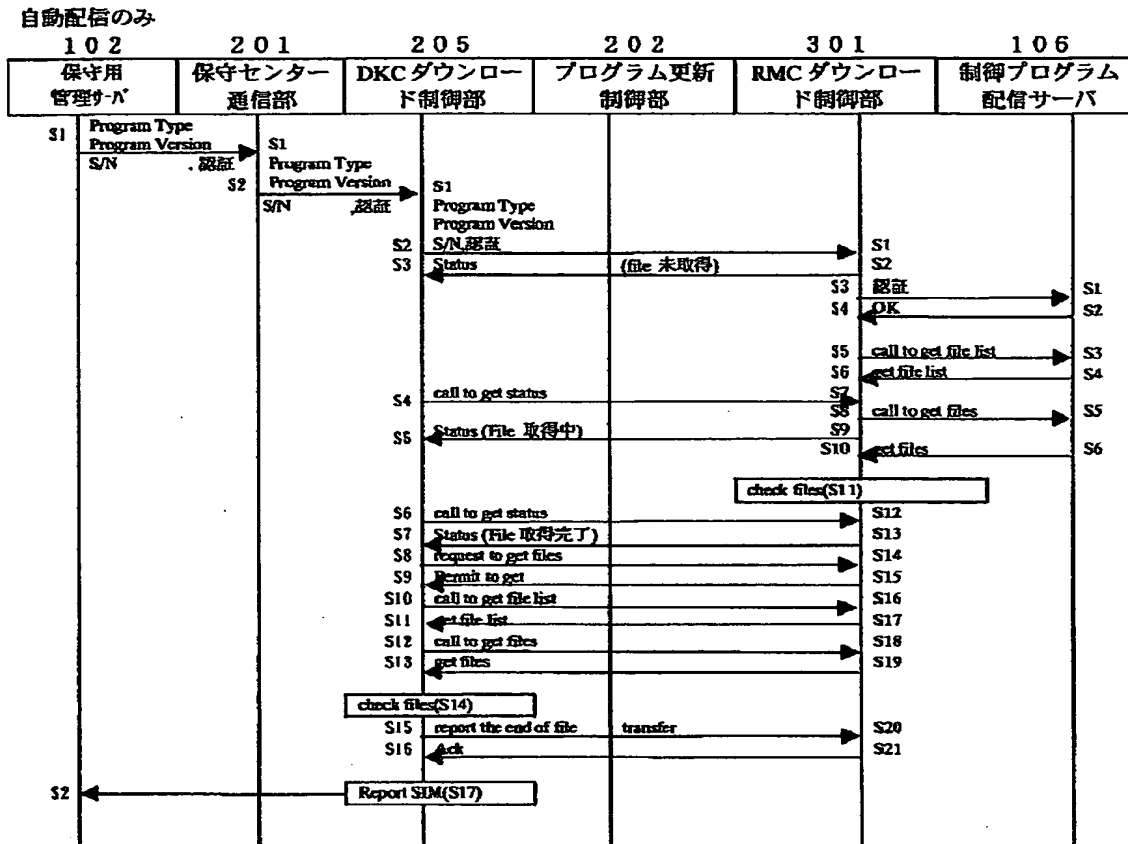 自動配信のみ
102 201 205 202 301 106
保守用 保守センター DKCダウンロー プログラム更新 RMCダウンロー 制御プログラム
管理サーバ 通信部 ド制御部 制御部 ド制御部 配信サーバ
S1 Program Type
Program Version S1
S/N ,認証 Program Type
S2 Program Version S1
S/N ,認証 Program Type
Program Version
S2 S/N,認証 S1
S3 Status (file 未取得) S2
S3 認証 S1
S4 OK S2
S5 call to get file list S3
S6 get file list S4
S4 call to get status S7
S8 call to get files S5
S5 Status (File 取得中) S9
S10 get files S6
check files(S11)
S6 call to get status S12
S7 Status (File 取得完了) S13
S8 request to get files S14
S9 Permit to get S15
S10 call to get file list S16
S11 get file list S17
S12 call to get files S18
S13 get files S19
check files(S14)
S15 report the end of file transfer S20
S16 Ack S21
S2 Report SIM(S17)